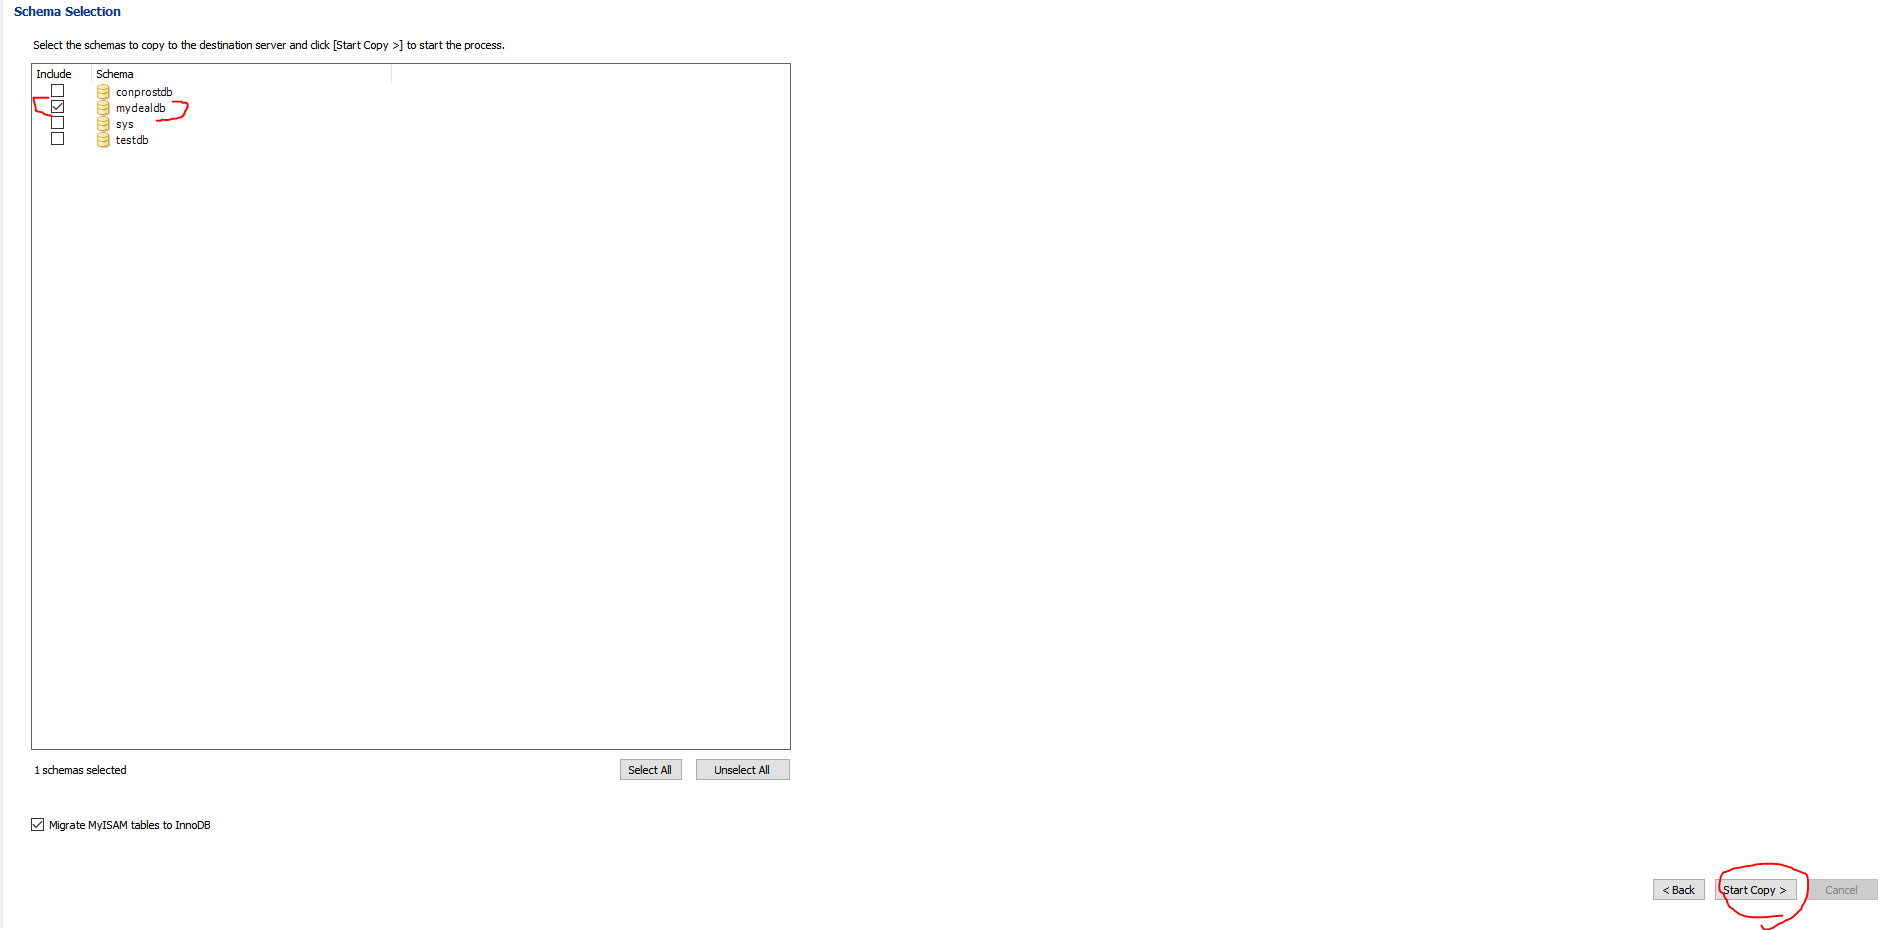 Schema Selection
Select the schemas to copy to the destination server and click [Start Copy >] to start the process.
Include Schema
conprostdb
mydealdb
sys
testdb
1 schemas selected
Select All Unselect All
Migrate MyISAM tables to InnoDB
< Back Start Copy > Cancel